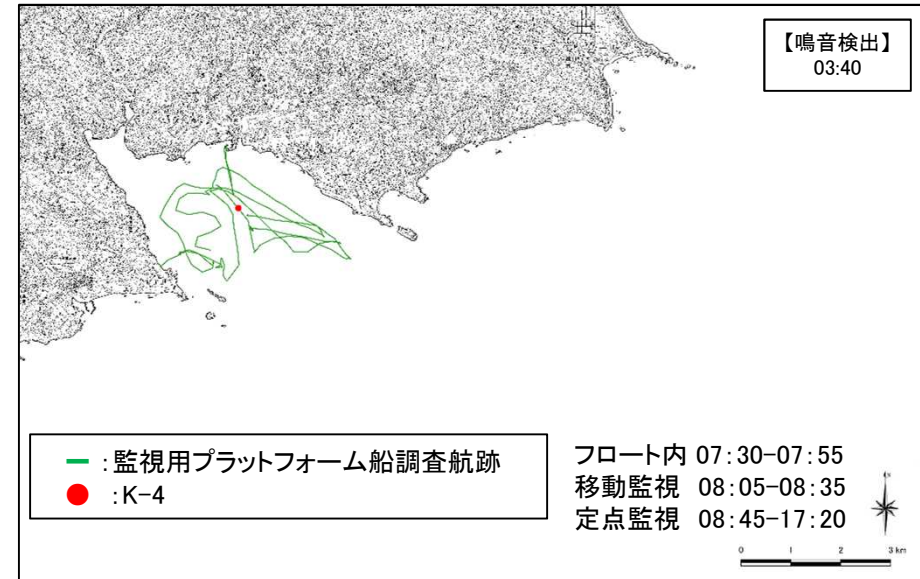 【鳴音検出】
03:40
:監視用プラットフォーム船調査航跡
:K-4
フロート内 07:30-07:55
移動監視 08:05-08:35
定点監視 08:45-17:20
0 1 2 3 km